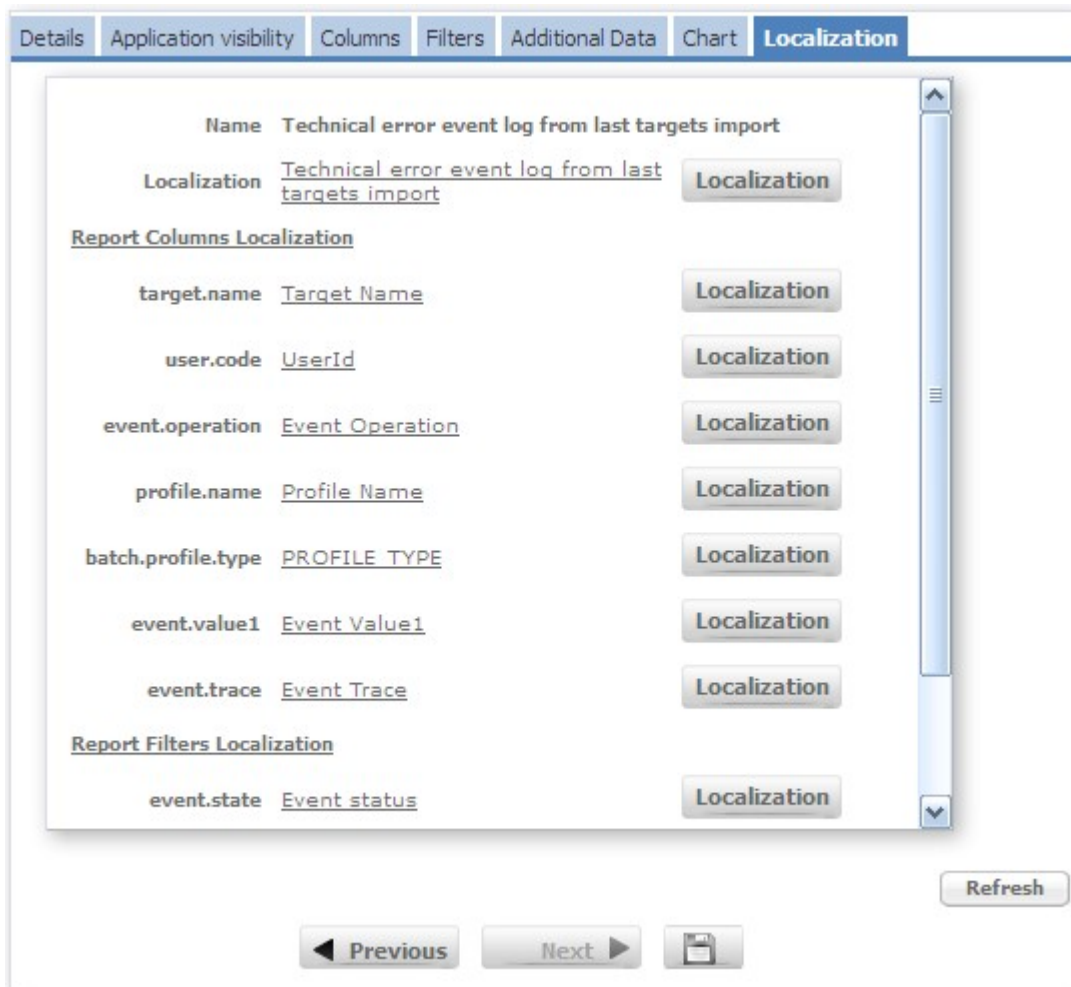 Details Application visibility Columns Filters Additional Data Chart Localization
Name Technical error event log from last targets import
Localization Technical error event log from last targets import Localization
Report Columns Localization
target.name Target Name Localization
user.code UserId Localization
event.operation Event Operation Localization
profile.name Profile Name Localization
batch.profile.type PROFILE_TYPE Localization
event.value1 Event Value1 Localization
event.trace Event Trace Localization
Report Filters Localization
event.state Event status Localization
Refresh
Previous Next